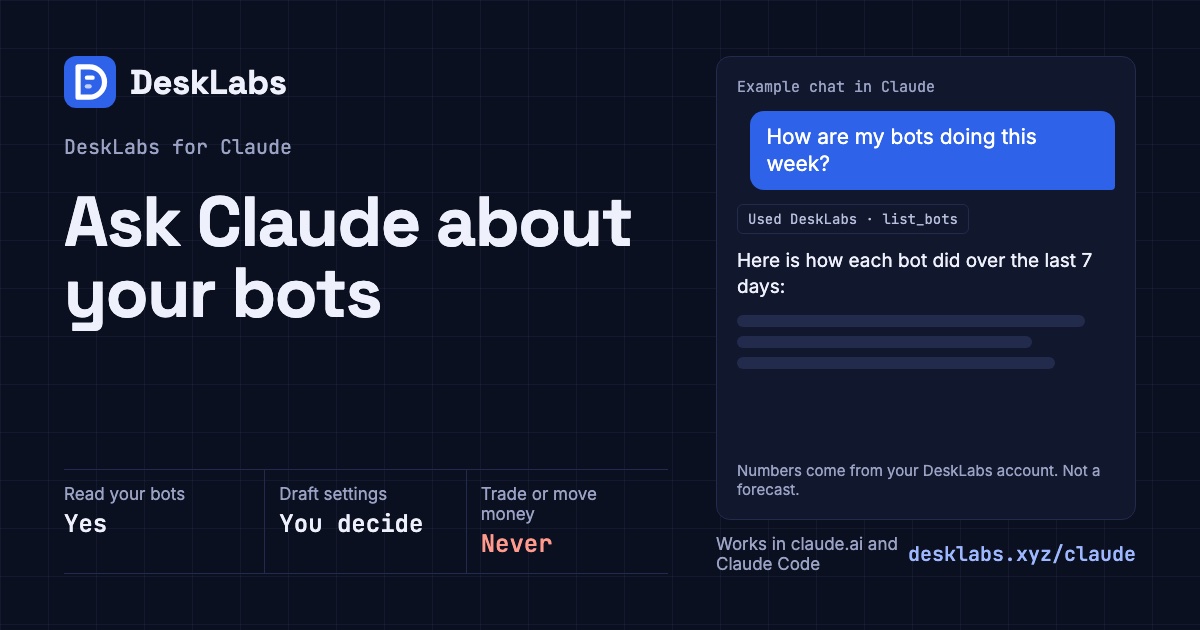 DeskLabs
DeskLabs for Claude
Ask Claude about
your bots
Read your bots
Yes
Draft settings
You decide
Trade or move
money
Never
Example chat in Claude
How are my bots doing this
week?
Used DeskLabs · list_bots
Here is how each bot did over the last 7
days:
Numbers come from your DeskLabs account. Not a
forecast.
Works in claude.ai and
Claude Code
desklabs.xyz/claude